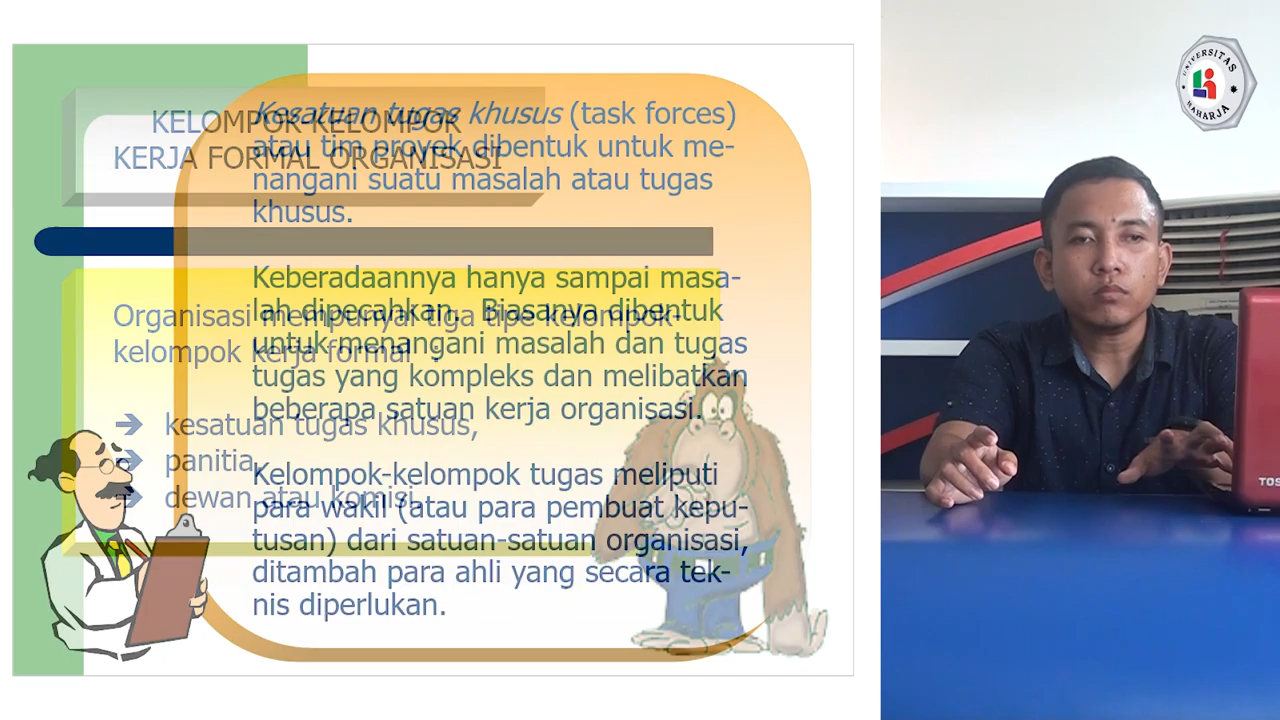 KELOMPOK-KELOMPOK
KERJA FORMAL ORGANISASI
Organisasi mempunyai tiga tipe kelompok-
kelompok kerja formal :
➔ kesatuan tugas khusus,
➔ panitia,
➔ dewan atau komisi.
Kesatuan tugas khusus (task forces)
atau tim proyek dibentuk untuk me-
nangani suatu masalah atau tugas
khusus.
Keberadaannya hanya sampai masa-
lah dipecahkan. Biasanya dibentuk
untuk menangani masalah dan tugas
tugas yang kompleks dan melibatkan
beberapa satuan kerja organisasi.
Kelompok-kelompok tugas meliputi
para wakil (atau para pembuat kepu-
tusan) dari satuan-satuan organisasi,
ditambah para ahli yang secara tek-
nis diperlukan.
UNIVERSITAS
RAHARJA
TOS